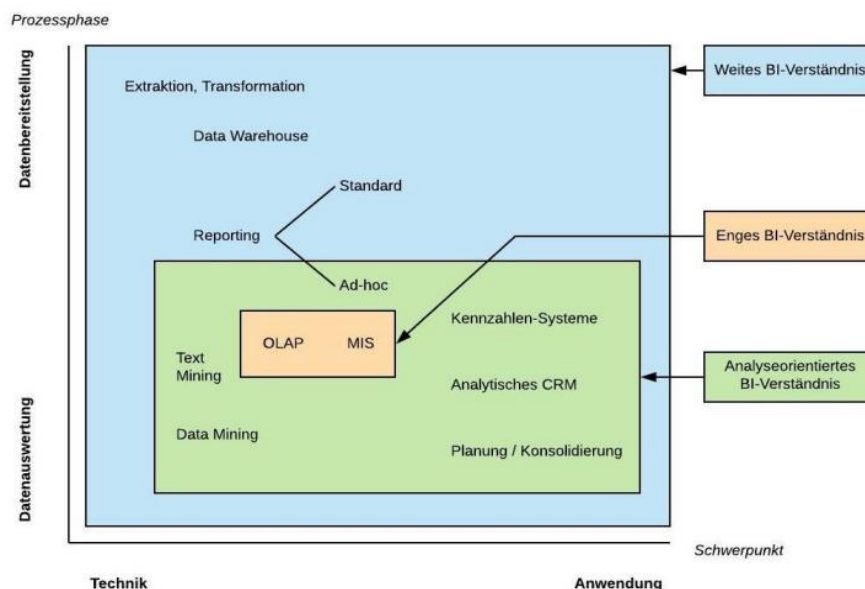 Prozessphase
Datenbereitstellung
Extraktion, Transformation
Weites BI-Verständnis
Data Warehouse
Standard
Reporting
Enges BI-Verständnis
Ad-hoc
Kennzahlen-Systeme
OLAP MIS
Text
Mining
Analytisches CRM
Analyseorientiertes
BI-Verständnis
Data Mining
Planung / Konsolidierung
Datenauswertung
Schwerpunkt
Technik
Anwendung